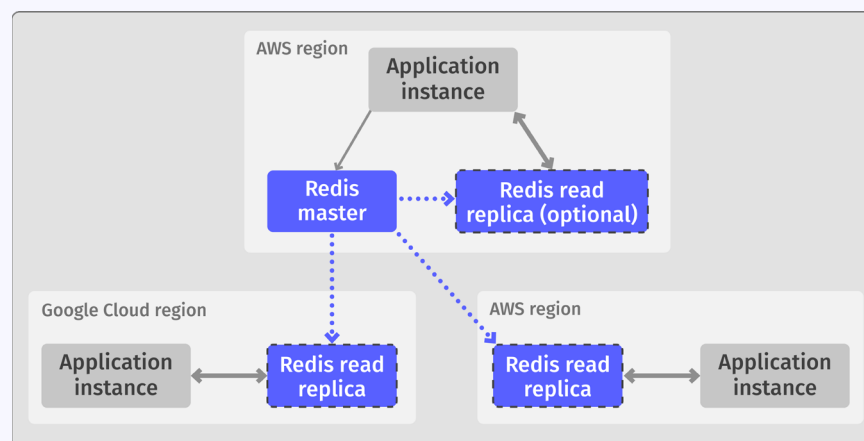 AWS region
Application
instance
Redis
master
Redis read
replica (optional)
Google Cloud region
Application
instance
Redis read
replica
AWS region
Redis read
replica
Application
instance